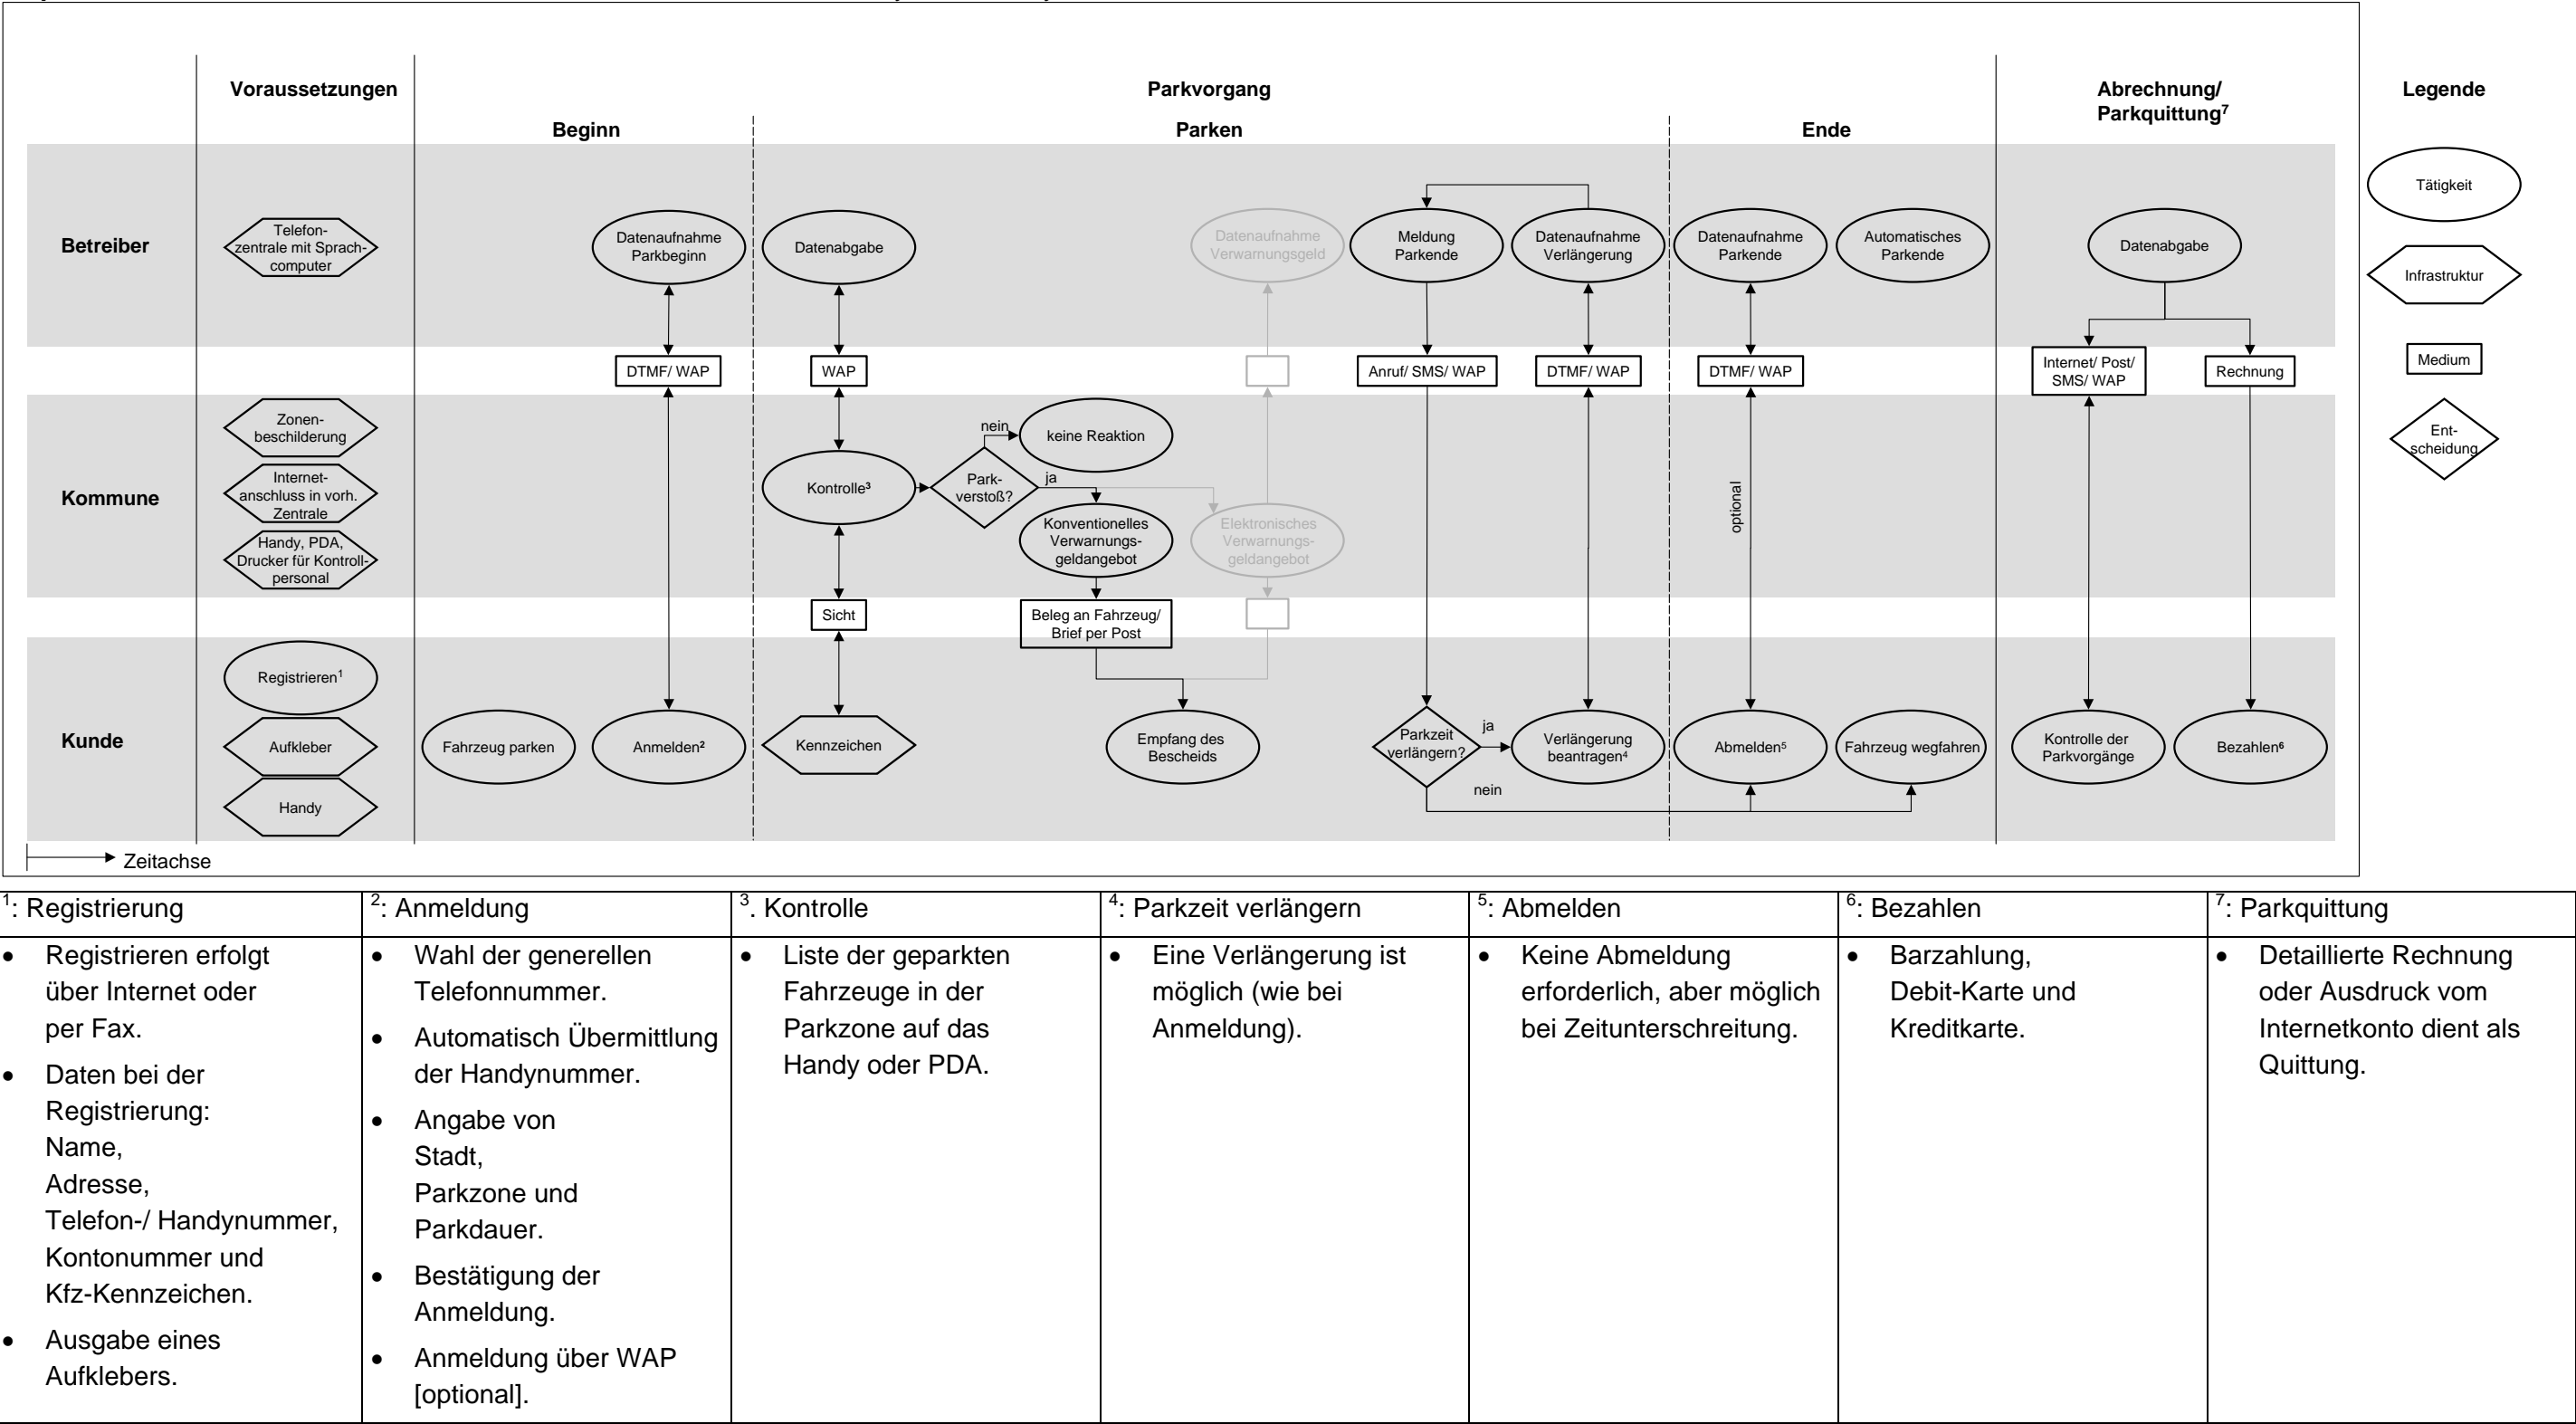 Voraussetzungen
Parkvorgang
Abrechnung/
Parkquittung7
Legende
Beginn
Parken
Ende
Betreiber
Telefon-
zentrale mit Sprach-
computer
Datenaufnahme
Parkbeginn
Datenabgabe
Datenaufnahme
Verwarnungsgeld
Meldung
Parkende
Datenaufnahme
Verlängerung
Datenaufnahme
Parkende
Automatisches
Parkende
Datenabgabe
Tätigkeit
Infrastruktur
Medium
Ent-
scheidung
DTMF/ WAP
WAP
Anruf/ SMS/ WAP
DTMF/ WAP
DTMF/ WAP
Internet/ Post/
SMS/ WAP
Rechnung
Kommune
Zonen-
beschilderung
Internet-
anschluss in vorh.
Zentrale
Handy, PDA,
Drucker für Kontroll-
personal
Kontrolle3
Park-
verstoß?
nein
keine Reaktion
ja
Konventionelles
Verwarnungs-
geldangebot
Elektronisches
Verwarnungs-
geldangebot
optional
Sicht
Beleg an Fahrzeug/
Brief per Post
Kunde
Registrieren1
Aufkleber
Handy
Fahrzeug parken
Anmelden2
Kennzeichen
Empfang des
Bescheids
Parkzeit
verlängern?
ja
nein
Verlängerung
beantragen4
Abmelden5
Fahrzeug wegfahren
Kontrolle der
Parkvorgänge
Bezahlen6
Zeitachse
1: Registrierung
• Registrieren erfolgt
über Internet oder
per Fax.
• Daten bei der
Registrierung:
Name,
Adresse,
Telefon-/ Handynummer,
Kontonummer und
Kfz-Kennzeichen.
• Ausgabe eines
Aufklebers.
2: Anmeldung
• Wahl der generellen
Telefonnummer.
• Automatisch Übermittlung
der Handynummer.
• Angabe von
Stadt,
Parkzone und
Parkdauer.
• Bestätigung der
Anmeldung.
• Anmeldung über WAP
[optional].
3. Kontrolle
• Liste der geparkten
Fahrzeuge in der
Parkzone auf das
Handy oder PDA.
4: Parkzeit verlängern
• Eine Verlängerung ist
möglich (wie bei
Anmeldung).
5: Abmelden
• Keine Abmeldung
erforderlich, aber möglich
bei Zeitunterschreitung.
6: Bezahlen
• Barzahlung,
Debit-Karte und
Kreditkarte.
7: Parkquittung
• Detaillierte Rechnung
oder Ausdruck vom
Internetkonto dient als
Quittung.